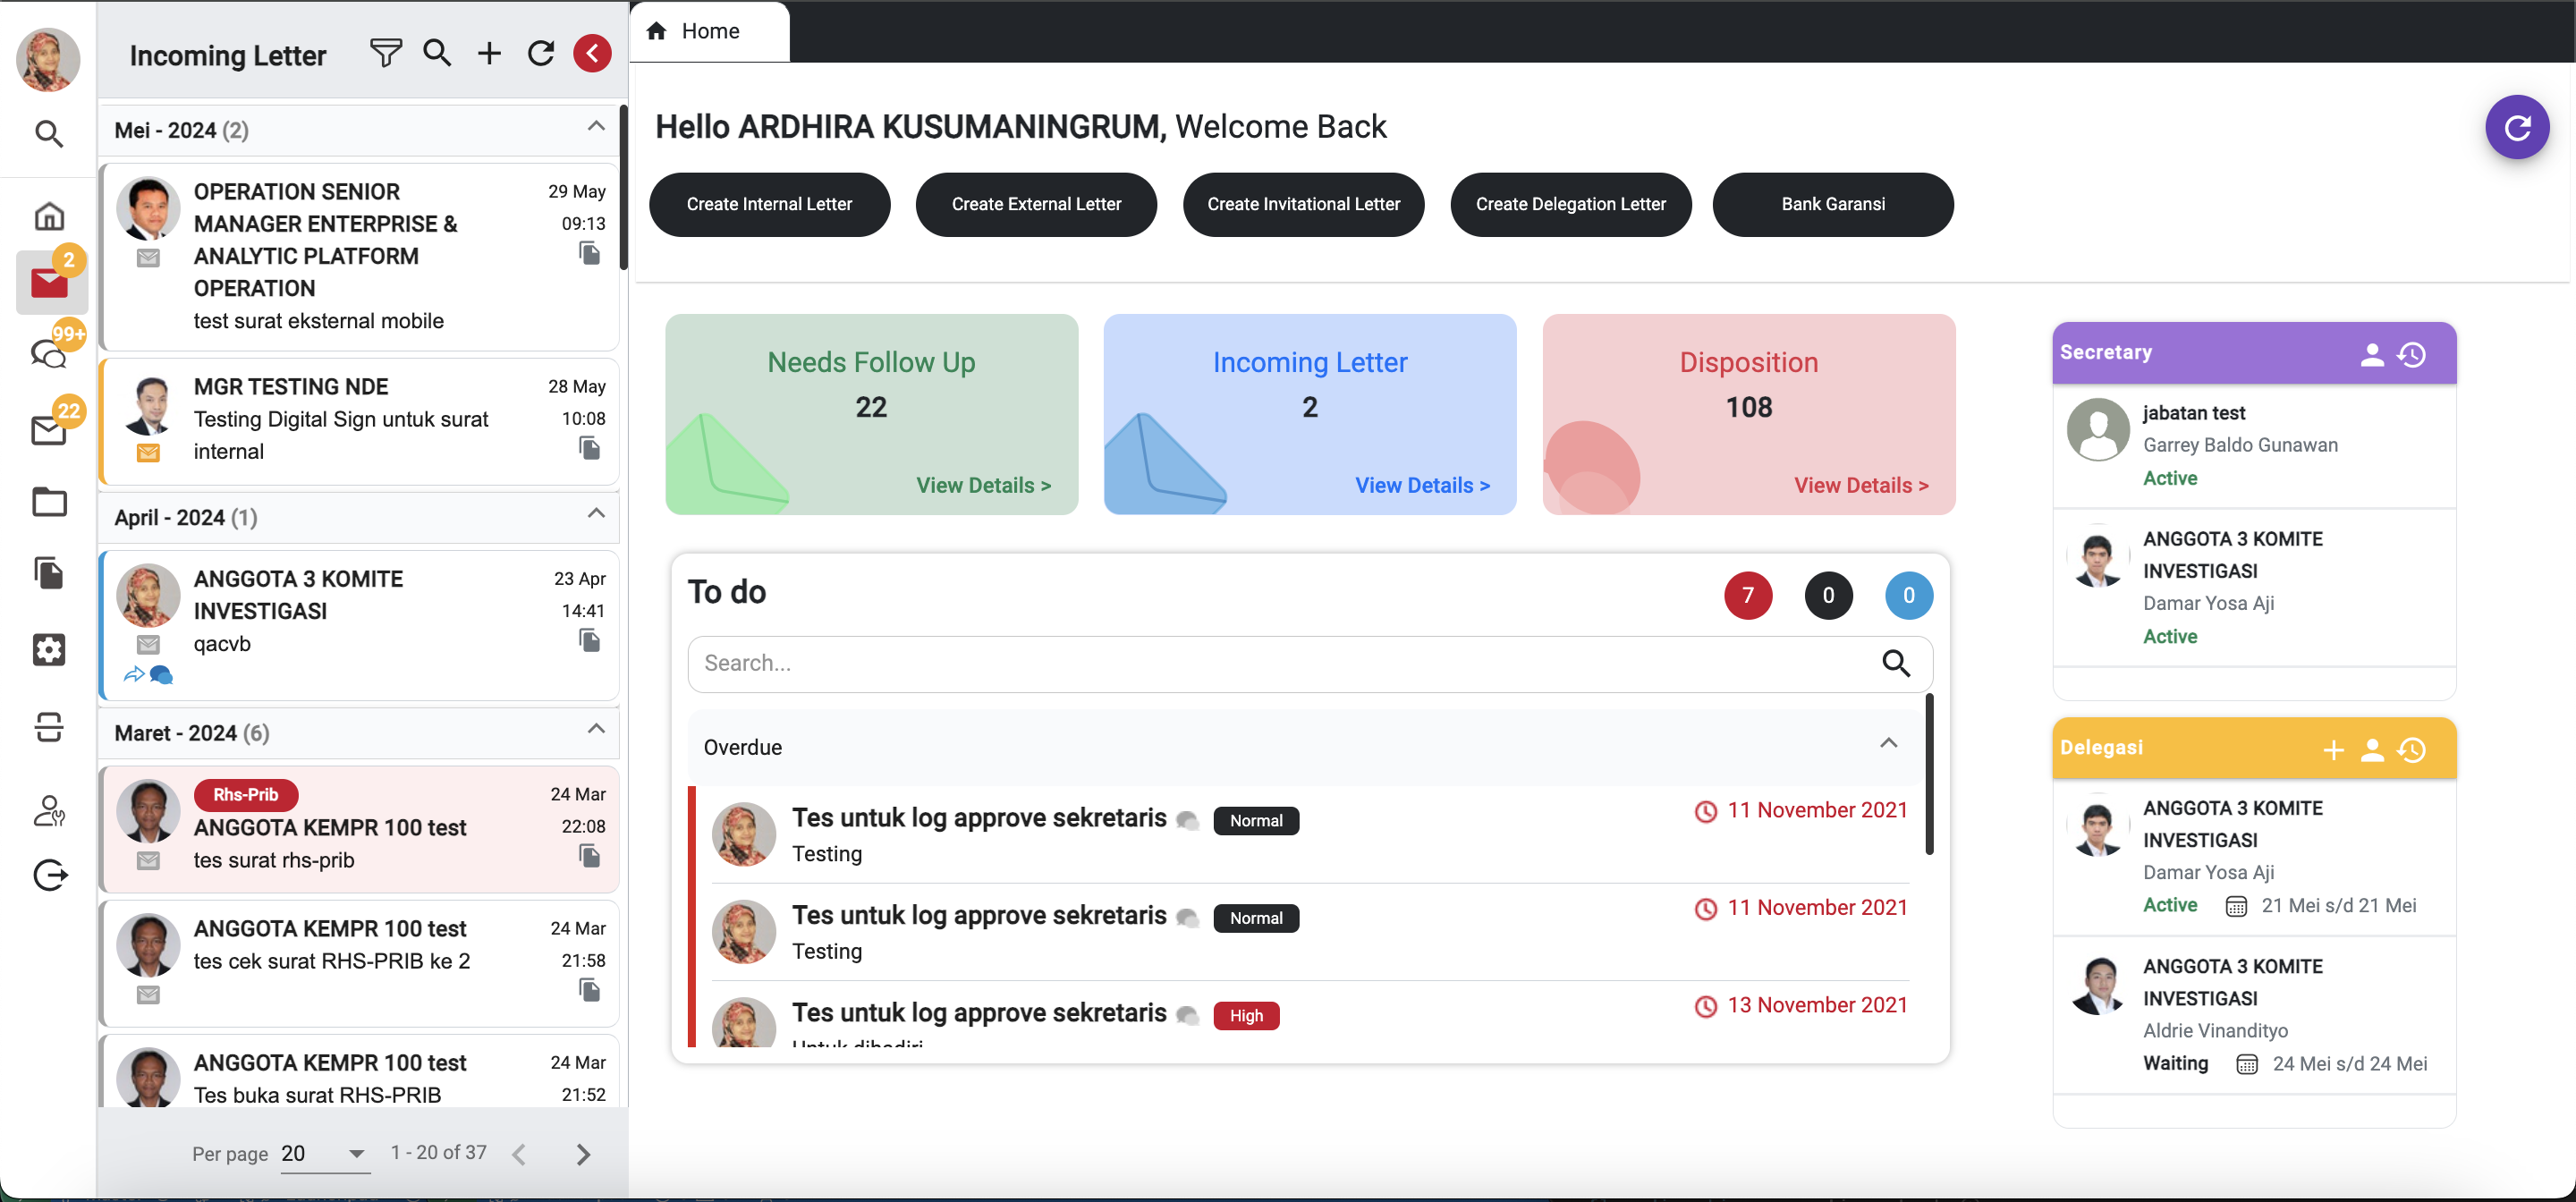 Incoming Letter
Home
2
99+
22
Mei - 2024 (2)
OPERATION SENIOR
MANAGER ENTERPRISE &
ANALYTIC PLATFORM
OPERATION
test surat eksternal mobile
29 May
09:13
MGR TESTING NDE
Testing Digital Sign untuk surat
internal
28 May
10:08
April - 2024 (1)
ANGGOTA 3 KOMITE
INVESTIGASI
qacvb
23 Apr
14:41
Maret - 2024 (6)
Rhs-Prib
ANGGOTA KEMPR 100 test
tes surat rhs-prib
24 Mar
22:08
ANGGOTA KEMPR 100 test
tes cek surat RHS-PRIB ke 2
24 Mar
21:58
ANGGOTA KEMPR 100 test
Tes buka surat RHS-PRIB
24 Mar
21:52
Per page 20 1 - 20 of 37
Hello ARDHIRA KUSUMANINGRUM, Welcome Back
Create Internal Letter
Create External Letter
Create Invitational Letter
Create Delegation Letter
Bank Garansi
Needs Follow Up
22
View Details >
Incoming Letter
2
View Details >
Disposition
108
View Details >
To do
7
0
0
Search...
Overdue
Tes untuk log approve sekretaris Normal
Testing
11 November 2021
Tes untuk log approve sekretaris Normal
Testing
11 November 2021
Tes untuk log approve sekretaris High
Untuk dihadiri
13 November 2021
Secretary
jabatan test
Garrey Baldo Gunawan
Active
ANGGOTA 3 KOMITE
INVESTIGASI
Damar Yosa Aji
Active
Delegasi
ANGGOTA 3 KOMITE
INVESTIGASI
Damar Yosa Aji
Active 21 Mei s/d 21 Mei
ANGGOTA 3 KOMITE
INVESTIGASI
Aldrie Vinandityo
Waiting 24 Mei s/d 24 Mei